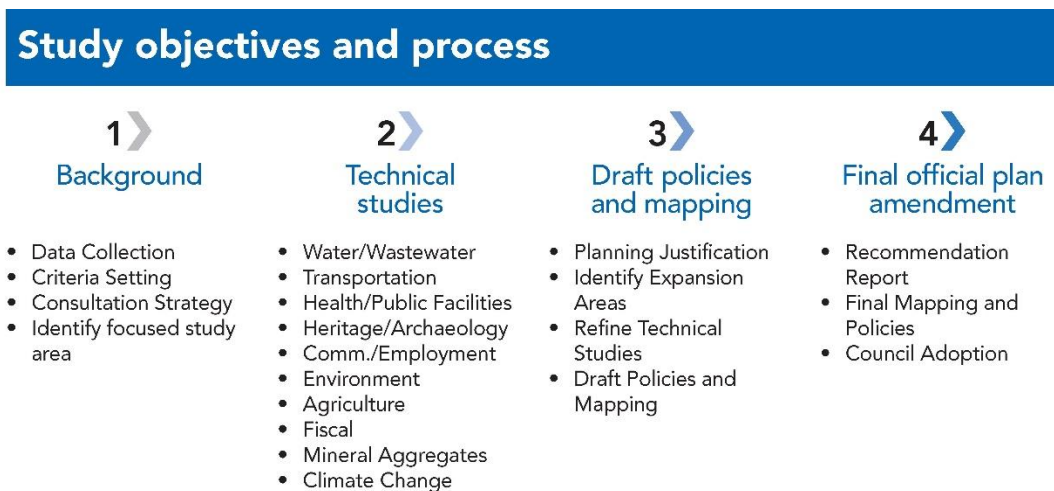 Study objectives and process
1
Background
• Data Collection
• Criteria Setting
• Consultation Strategy
• Identify focused study
area
2
Technical
studies
• Water/Wastewater
• Transportation
• Health/Public Facilities
• Heritage/Archaeology
• Comm./Employment
• Environment
• Agriculture
• Fiscal
• Mineral Aggregates
• Climate Change
3
Draft policies
and mapping
• Planning Justification
• Identify Expansion
Areas
• Refine Technical
Studies
• Draft Policies and
Mapping
4
Final official plan
amendment
• Recommendation
Report
• Final Mapping and
Policies
• Council Adoption